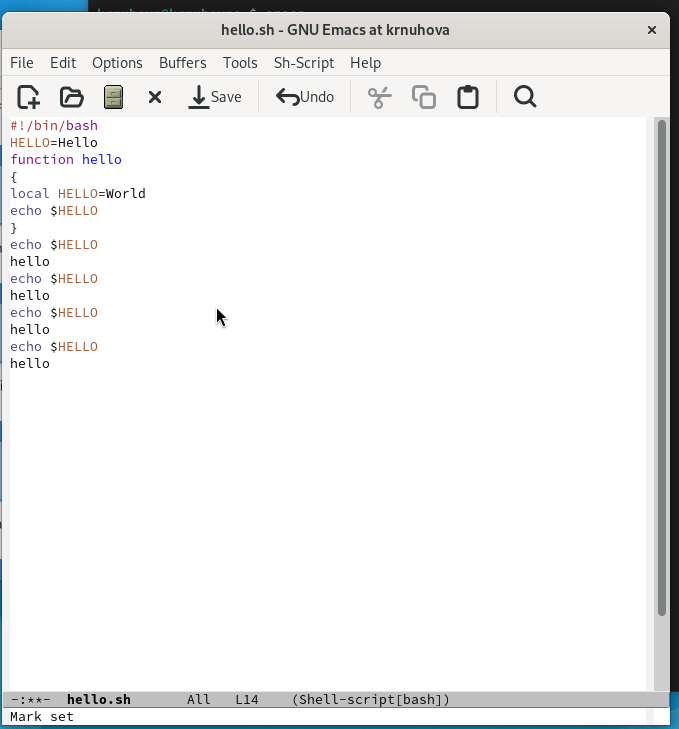 hello.sh - GNU Emacs at krnuhova
File Edit Options Buffers Tools Sh-Script Help
Save Undo
#!/bin/bash
HELLO=Hello
function hello
{
local HELLO=World
echo $HELLO
}
echo $HELLO
hello
echo $HELLO
hello
echo $HELLO
hello
echo $HELLO
hello
-:**- hello.sh All L14 (Shell-script[bash])
Mark set